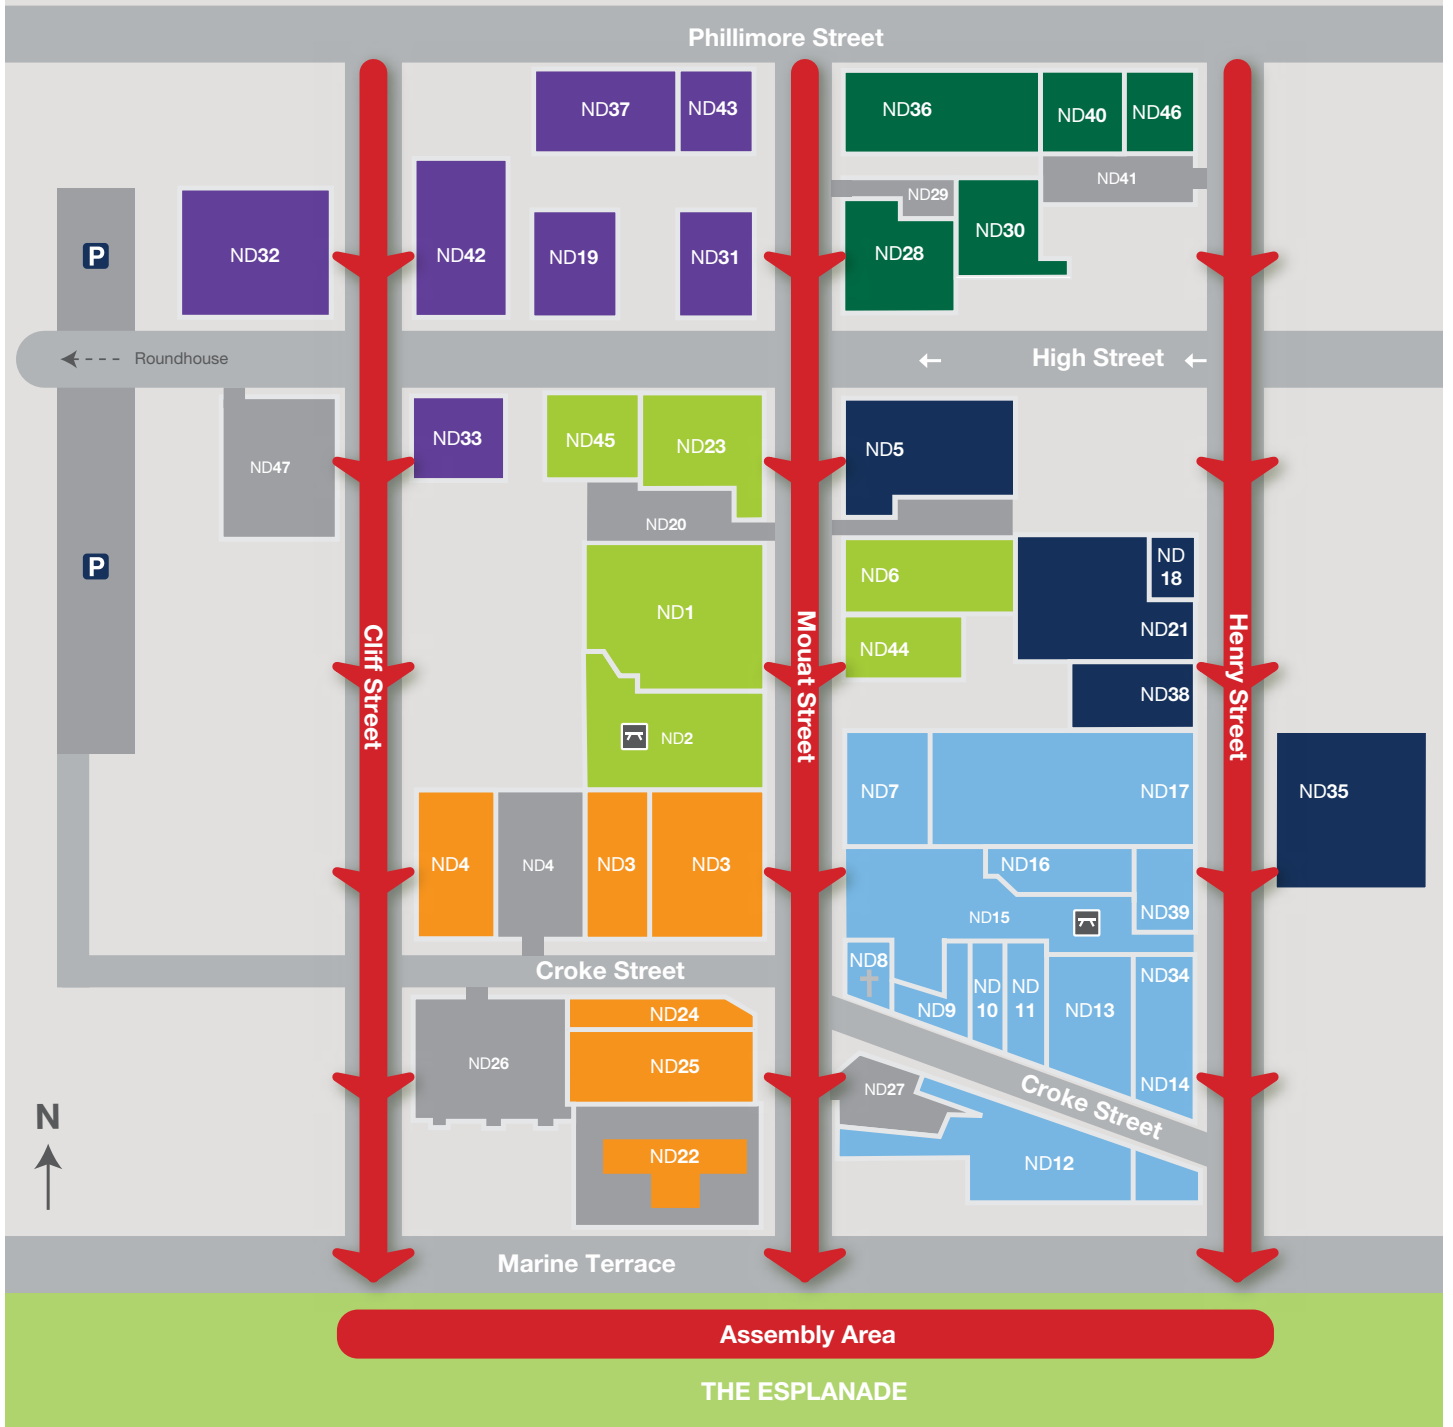 Phillimore Street
ND37
ND43
ND36
ND40
ND46
ND41
ND29
P
ND32
ND42
ND19
ND31
ND28
ND30
Roundhouse
High Street
ND47
ND33
ND45
ND23
ND5
ND20
P
ND6
ND
18
ND1
ND21
ND44
Cliff Street
Mouat Street
Henry Street
ND38
ND2
ND7
ND17
ND35
ND4
ND4
ND3
ND3
ND16
ND15
ND39
ND8
Croke Street
ND34
ND9
ND
10
ND
11
ND13
ND24
ND26
ND25
ND27
ND14
Croke Street
N
ND22
ND12
Marine Terrace
Assembly Area
THE ESPLANADE